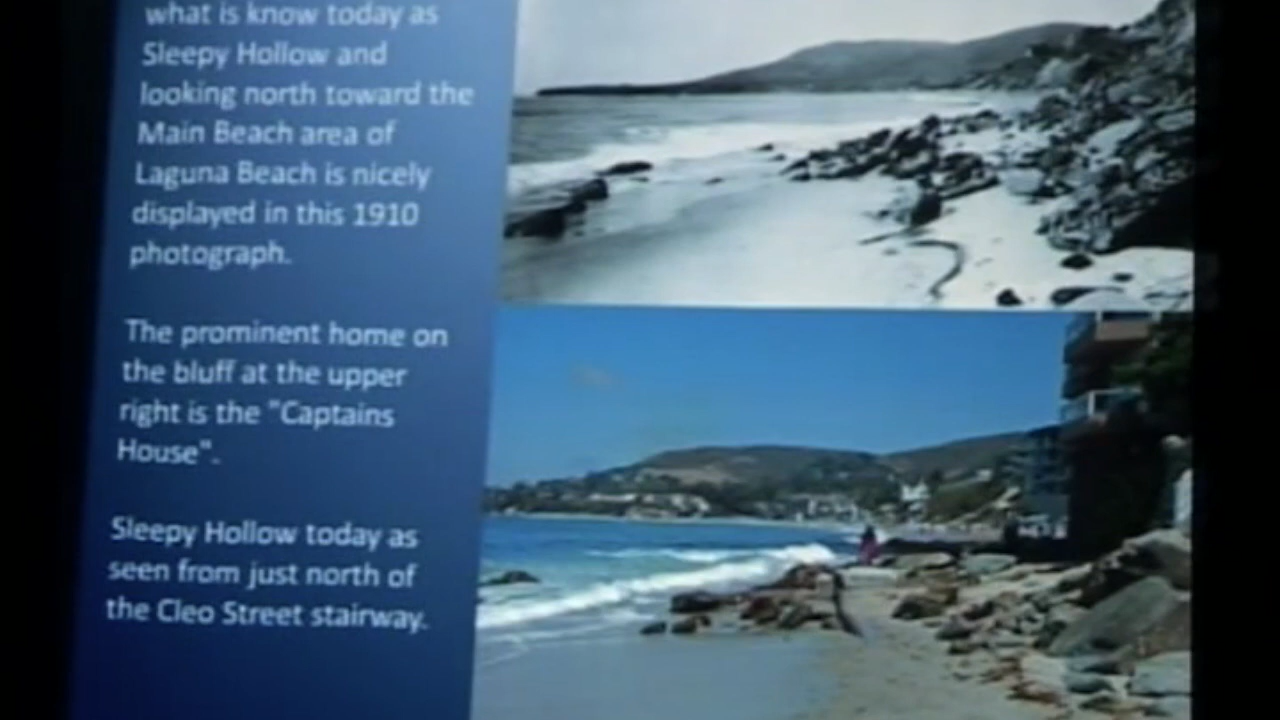 what is know today as
Sleepy Hollow and
looking north toward the
Main Beach area of
Laguna Beach is nicely
displayed in this 1910
photograph.
The prominent home on
the bluff at the upper
right is the "Captains
House".
Sleepy Hollow today as
seen from just north of
the Cleo Street stairway.